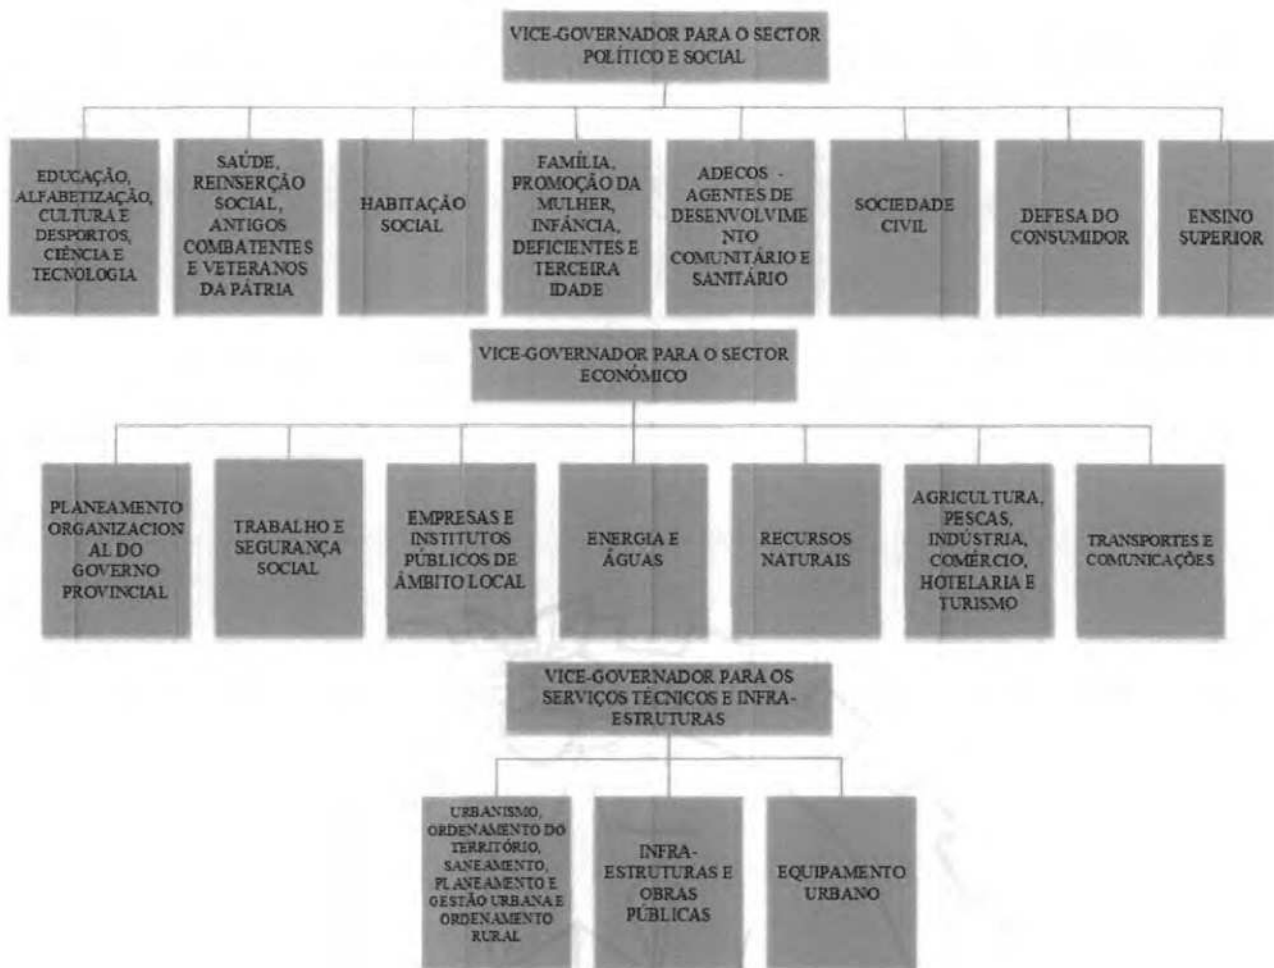 VICE-GOVERNADOR PARA O SECTOR
POLÍTICO E SOCIAL
EDUCAÇÃO,
ALFABETIZAÇÃO,
CULTURA E
DESPORTOS,
CIÊNCIA E
TECNOLOGIA
SAÚDE,
REINSERÇÃO
SOCIAL,
ANTIGOS
COMBATENTES
E VETERANOS
DA PÁTRIA
HABITAÇÃO
SOCIAL
FAMÍLIA,
PROMOÇÃO DA
MULHER,
INFÂNCIA,
DEFICIENTES E
TERCEIRA
IDADE
ADECOS -
AGENTES DE
DESENVOLVIME
NTO
COMUNITÁRIO E
SANITÁRIO
SOCIEDADE
CIVIL
DEFESA DO
CONSUMIDOR
ENSINO
SUPERIOR
VICE-GOVERNADOR PARA O SECTOR
ECONÓMICO
PLANEAMENTO
ORGANIZACION
AL DO
GOVERNO
PROVINCIAL
TRABALHO E
SEGURANÇA
SOCIAL
EMPRESAS E
INSTITUTOS
PÚBLICOS DE
ÂMBITO LOCAL
ENERGIA E
ÁGUAS
RECURSOS
NATURAIS
AGRICULTURA,
PESCAS,
INDÚSTRIA,
COMÉRCIO,
HOTELARIA E
TURISMO
TRANSPORTES E
COMUNICAÇÕES
VICE-GOVERNADOR PARA OS
SERVIÇOS TÉCNICOS E INFRA-
ESTRUTURAS
URBANISMO,
ORDENAMENTO DO
TERRITÓRIO,
SANEAMENTO,
PLANEAMENTO E
GESTÃO URBANA E
ORDENAMENTO
RURAL
INFRA-
ESTRUTURAS E
OBRAS
PÚBLICAS
EQUIPAMENTO
URBANO